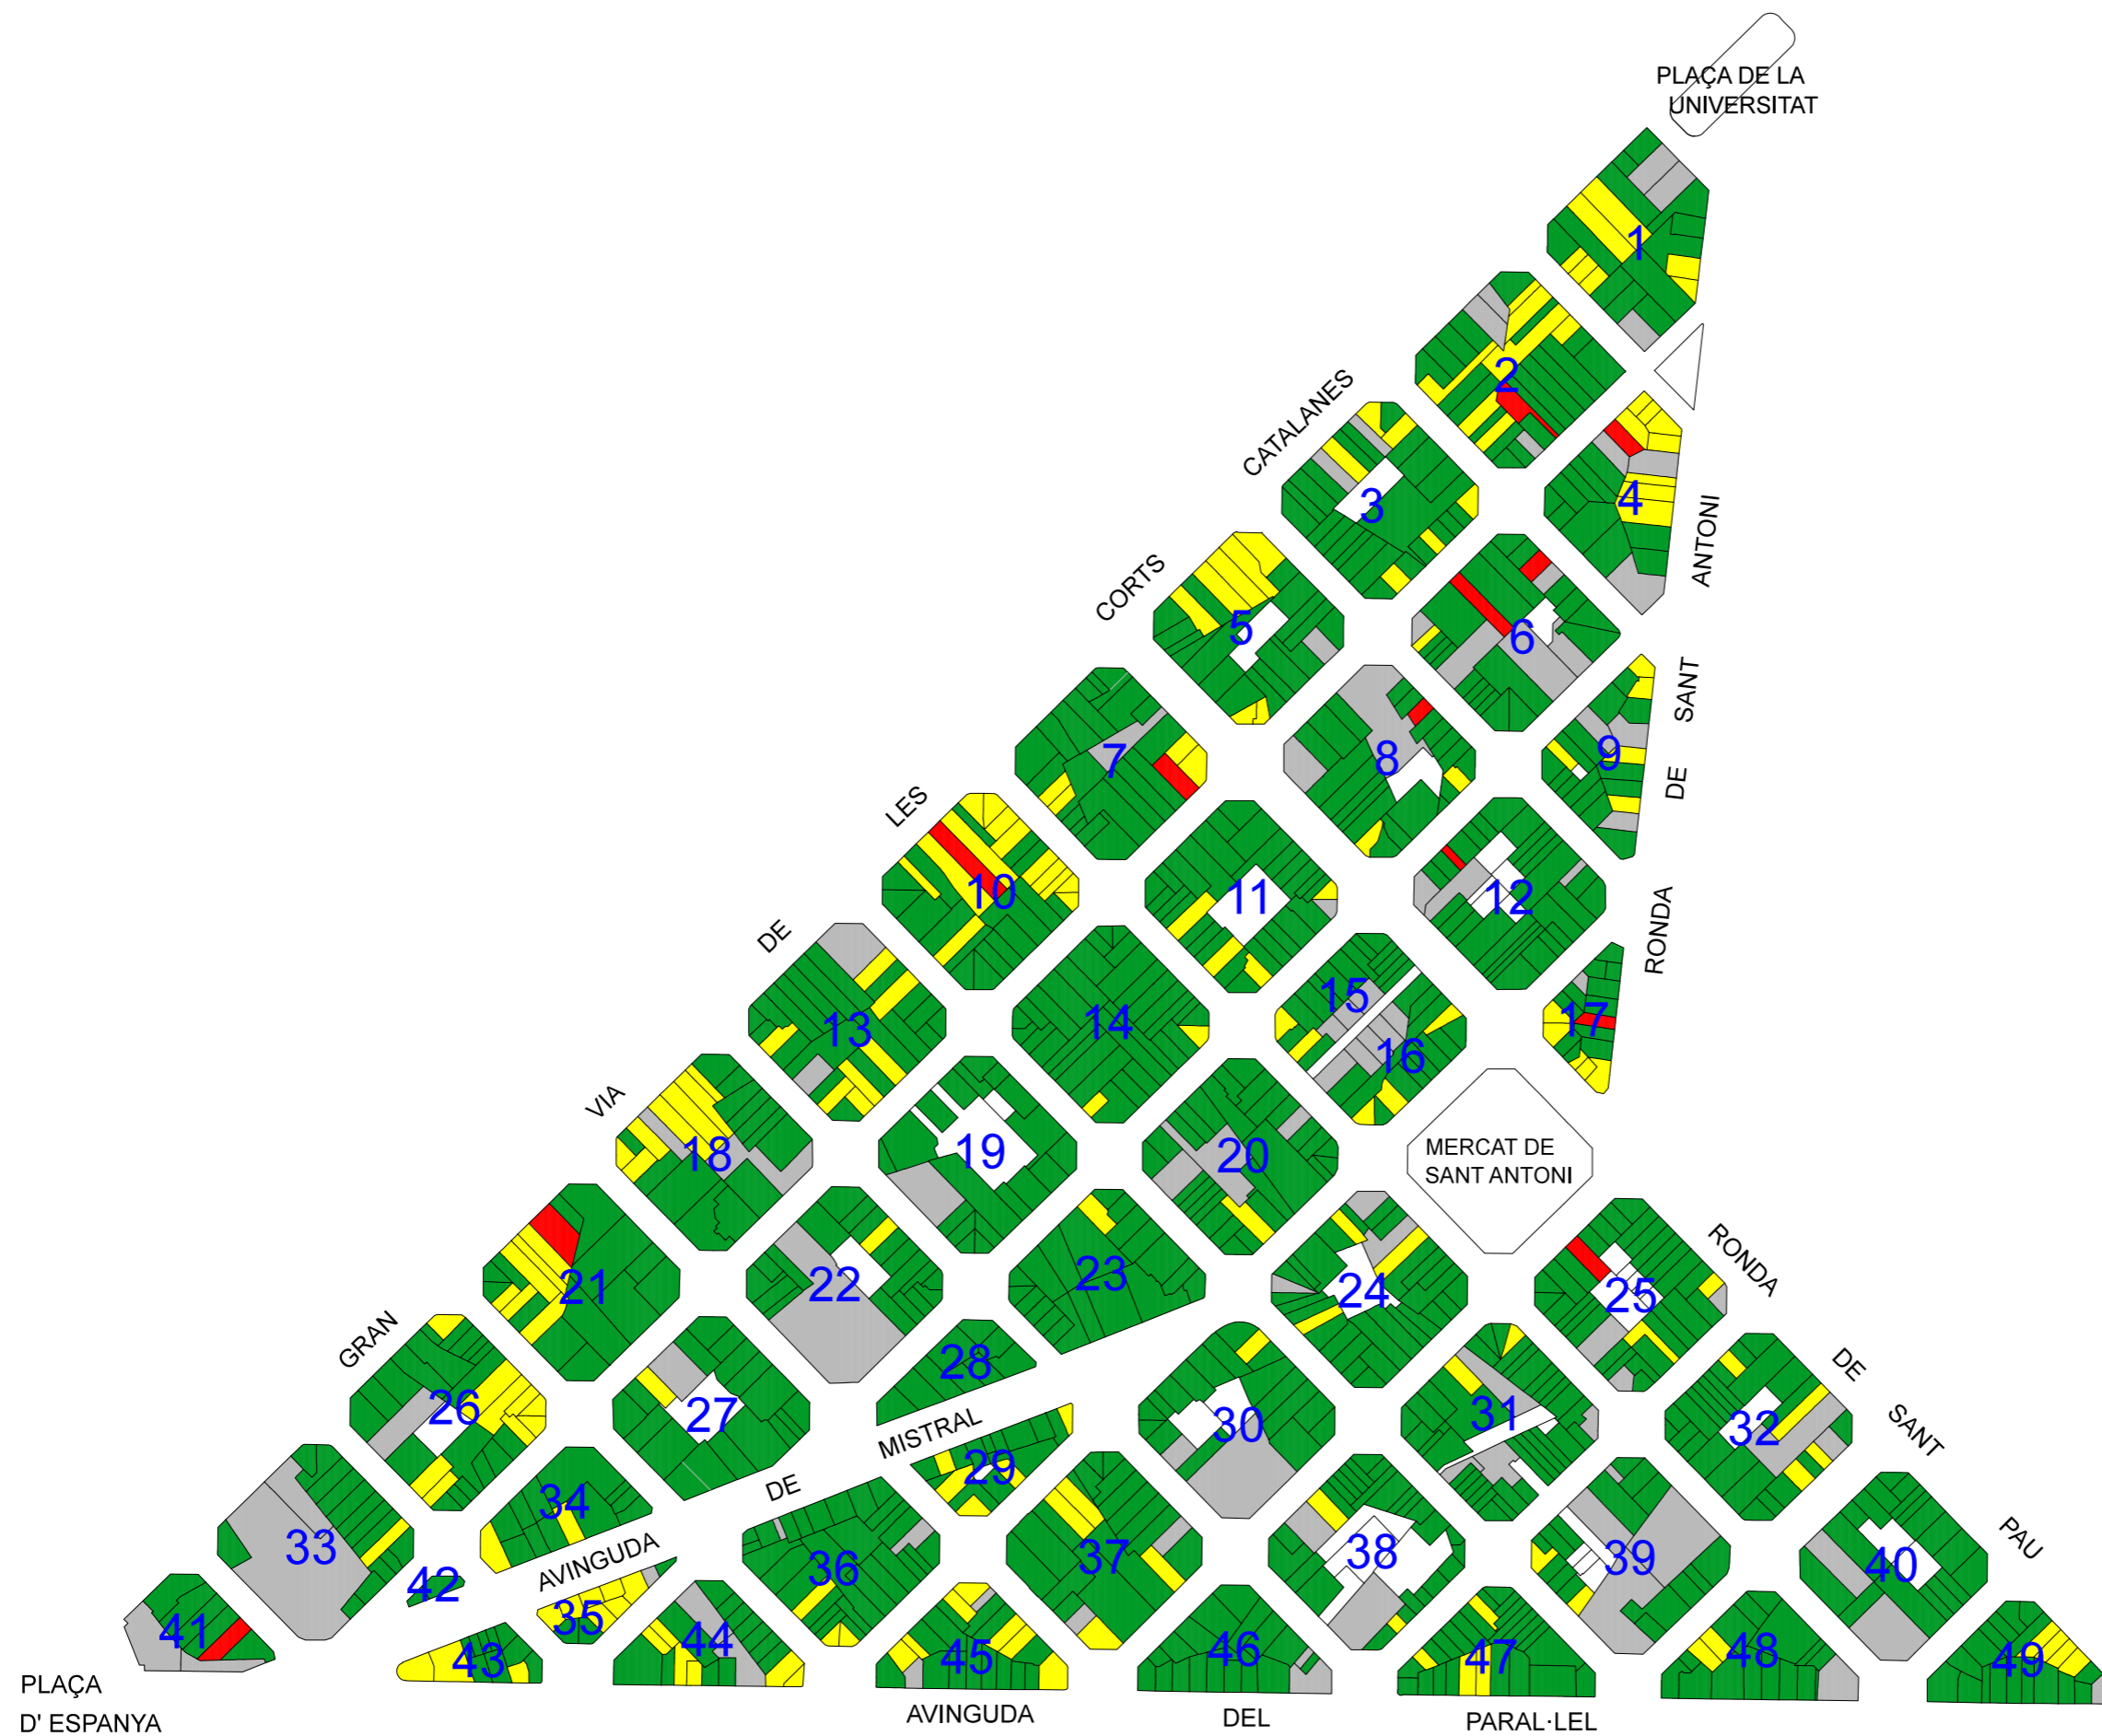 PLAÇA DE LA
UNIVERSITAT
1
2
CATALANES
3
4
ANTONI
CORTS
5
6
SANT
7
8
9
DE
LES
10
11
12
RONDA
DE
13
14
15
16
17
VIA
18
19
20
MERCAT DE
SANT ANTONI
21
22
23
24
25
RONDA
GRAN
26
27
28
DE
MISTRAL
29
30
31
32
SANT
DE
33
34
AVINGUDA
35
36
37
38
39
40
PAU
41
42
43
44
45
46
47
48
49
PLAÇA
D' ESPANYA
AVINGUDA
DEL
PARAL·LEL